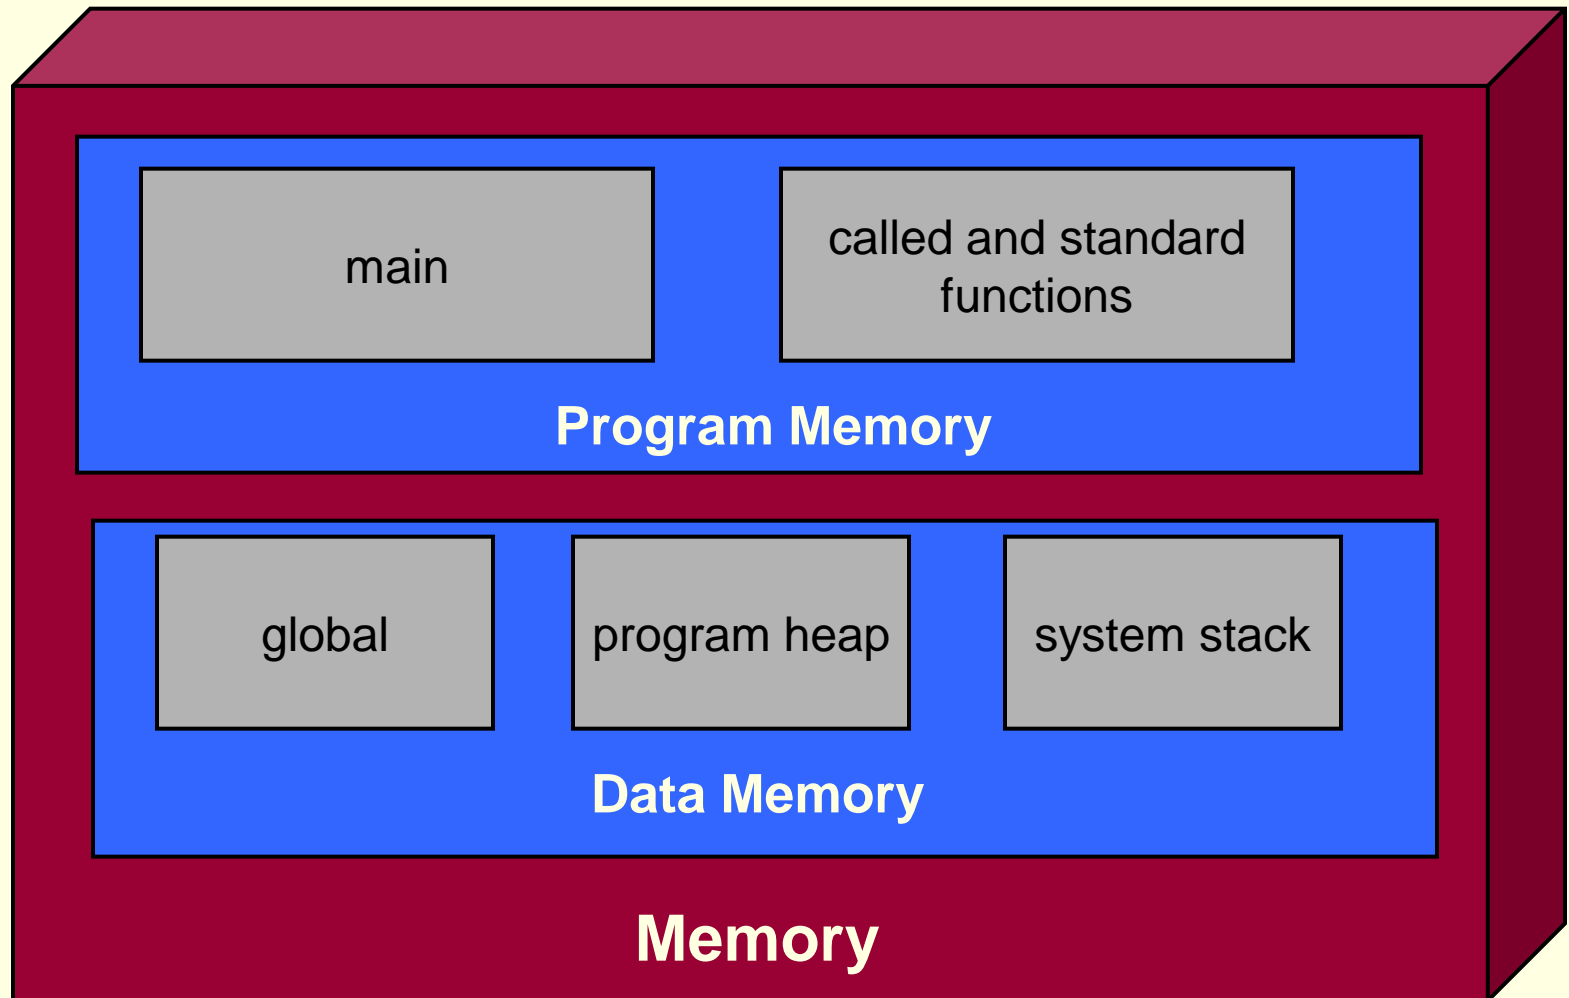 main
called and standard
functions
Program Memory
global
program heap
system stack
Data Memory
Memory